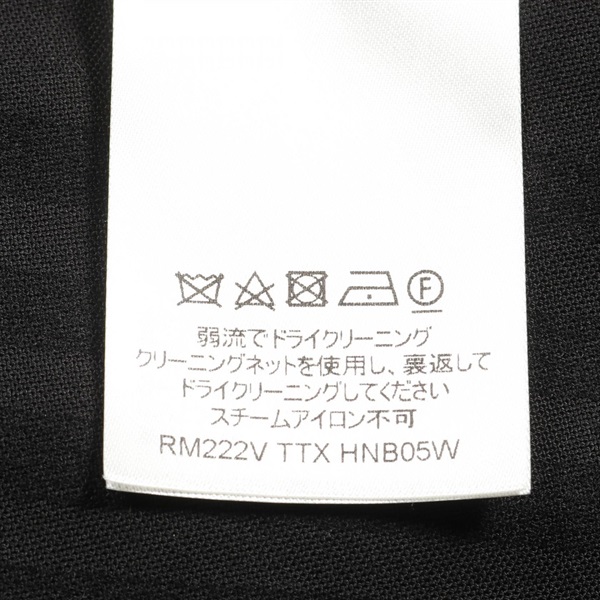 F
弱流でドライクリーニング
クリーニングネットを使用し、裏返して
ドライクリーニングしてください
スチームアイロン不可
RM222V TTX HNB05W